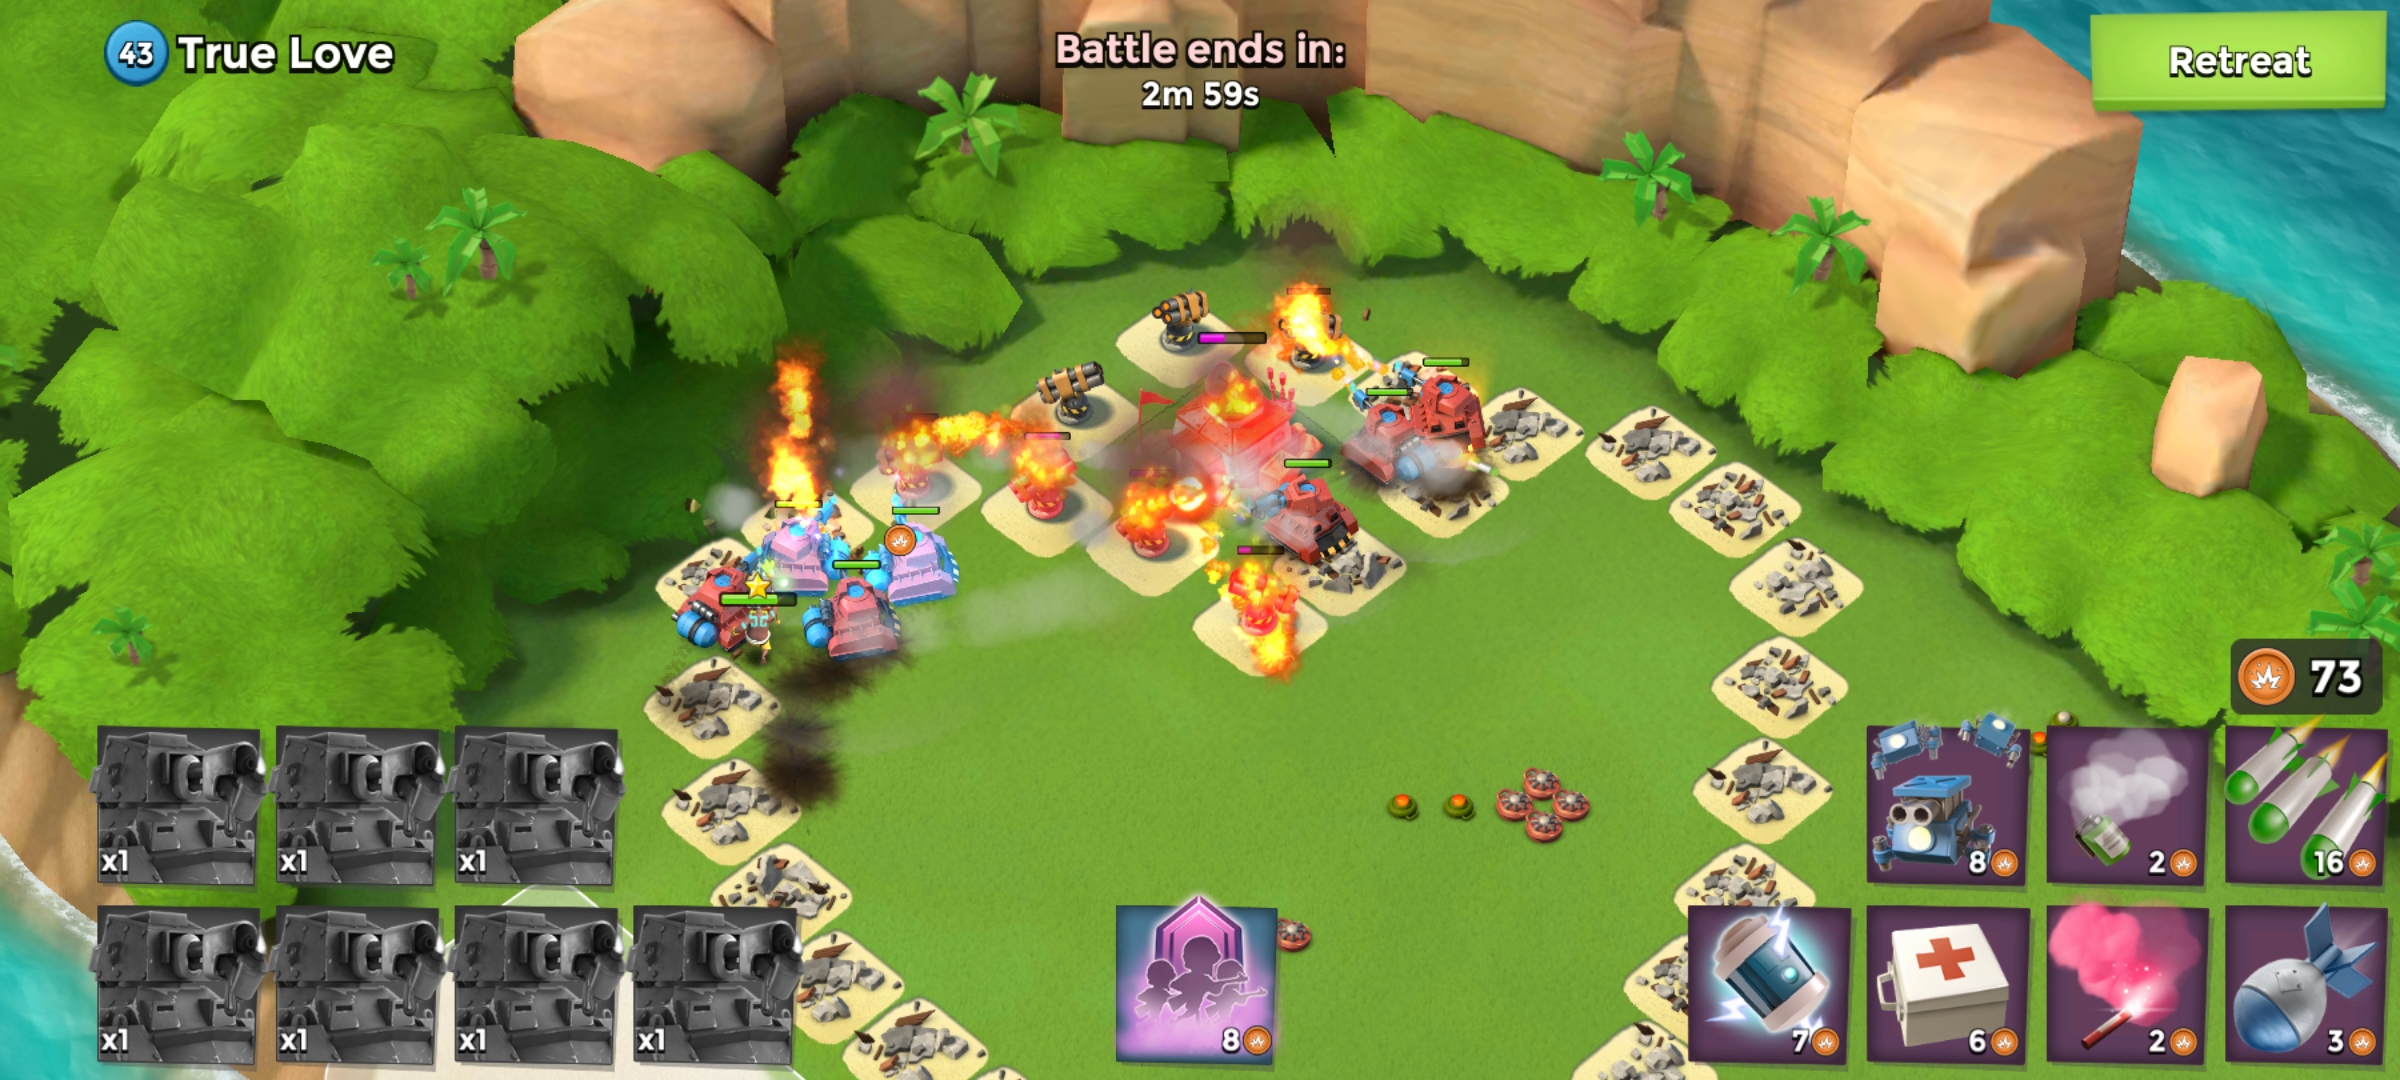 43 True Love
Battle ends in:
2m 59s
Retreat
73
x1 x1 x1
8 2 16
x1 x1 x1 x1
8
7 6 2 3